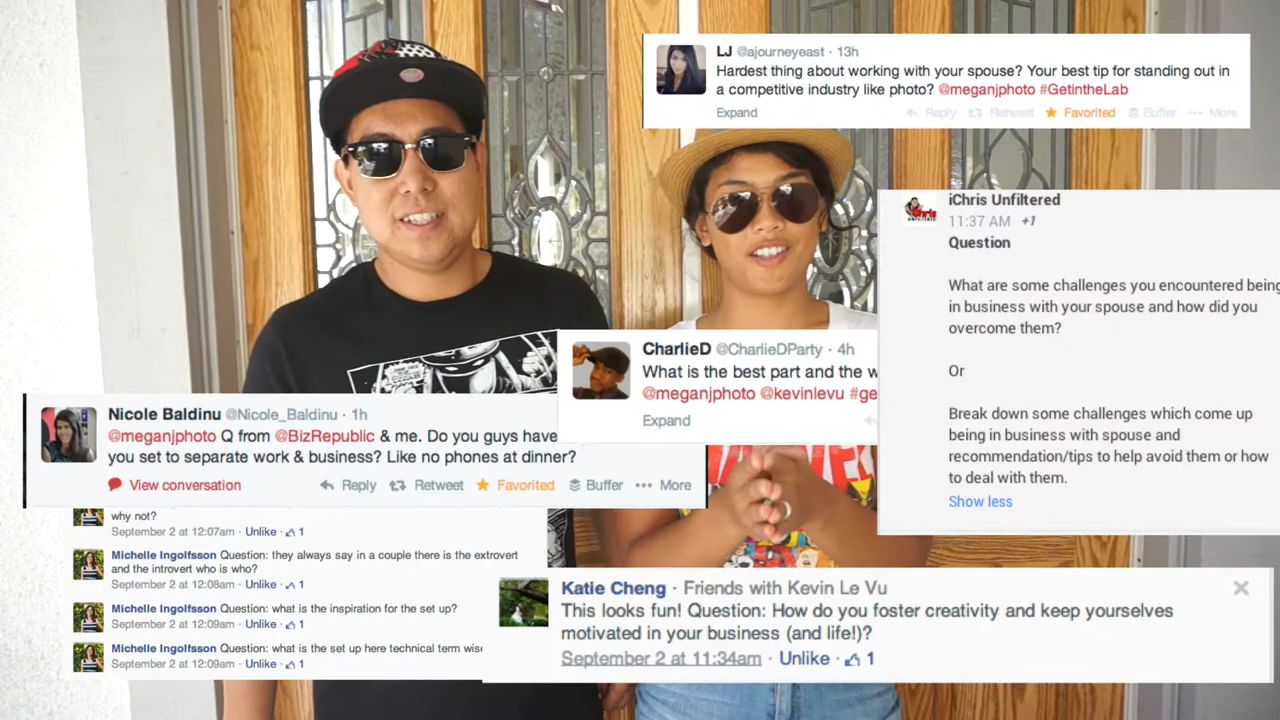 LJ @ajourneyeast · 13h
Hardest thing about working with your spouse? Your best tip for standing out in
a competitive industry like photo? @meganjphoto #GetintheLab
Expand
Reply Retweet Favorited Buffer More
iChris Unfiltered
11:37 AM +1
Question
What are some challenges you encountered being
in business with your spouse and how did you
overcome them?
Or
Break down some challenges which come up
being in business with spouse and
recommendation/tips to help avoid them or how
to deal with them.
Show less
CharlieD @CharlieDParty · 4h
What is the best part and the w
@meganjphoto @kevinlevu #ge
Expand
Nicole Baldinu @Nicole_Baldinu · 1h
@meganjphoto Q from @BizRepublic & me. Do you guys have
you set to separate work & business? Like no phones at dinner?
View conversation Reply Retweet Favorited Buffer More
why not?
September 2 at 12:07am · Unlike · 1
Michelle Ingolfsson Question: they always say in a couple there is the extrovert
and the introvert who is who?
September 2 at 12:08am · Unlike · 1
Michelle Ingolfsson Question: what is the inspiration for the set up?
September 2 at 12:09am · Unlike · 1
Michelle Ingolfsson Question: what is the set up here technical term wise
September 2 at 12:09am · Unlike · 1
Katie Cheng · Friends with Kevin Le Vu
This looks fun! Question: How do you foster creativity and keep yourselves
motivated in your business (and life!)?
September 2 at 11:34am · Unlike · 1